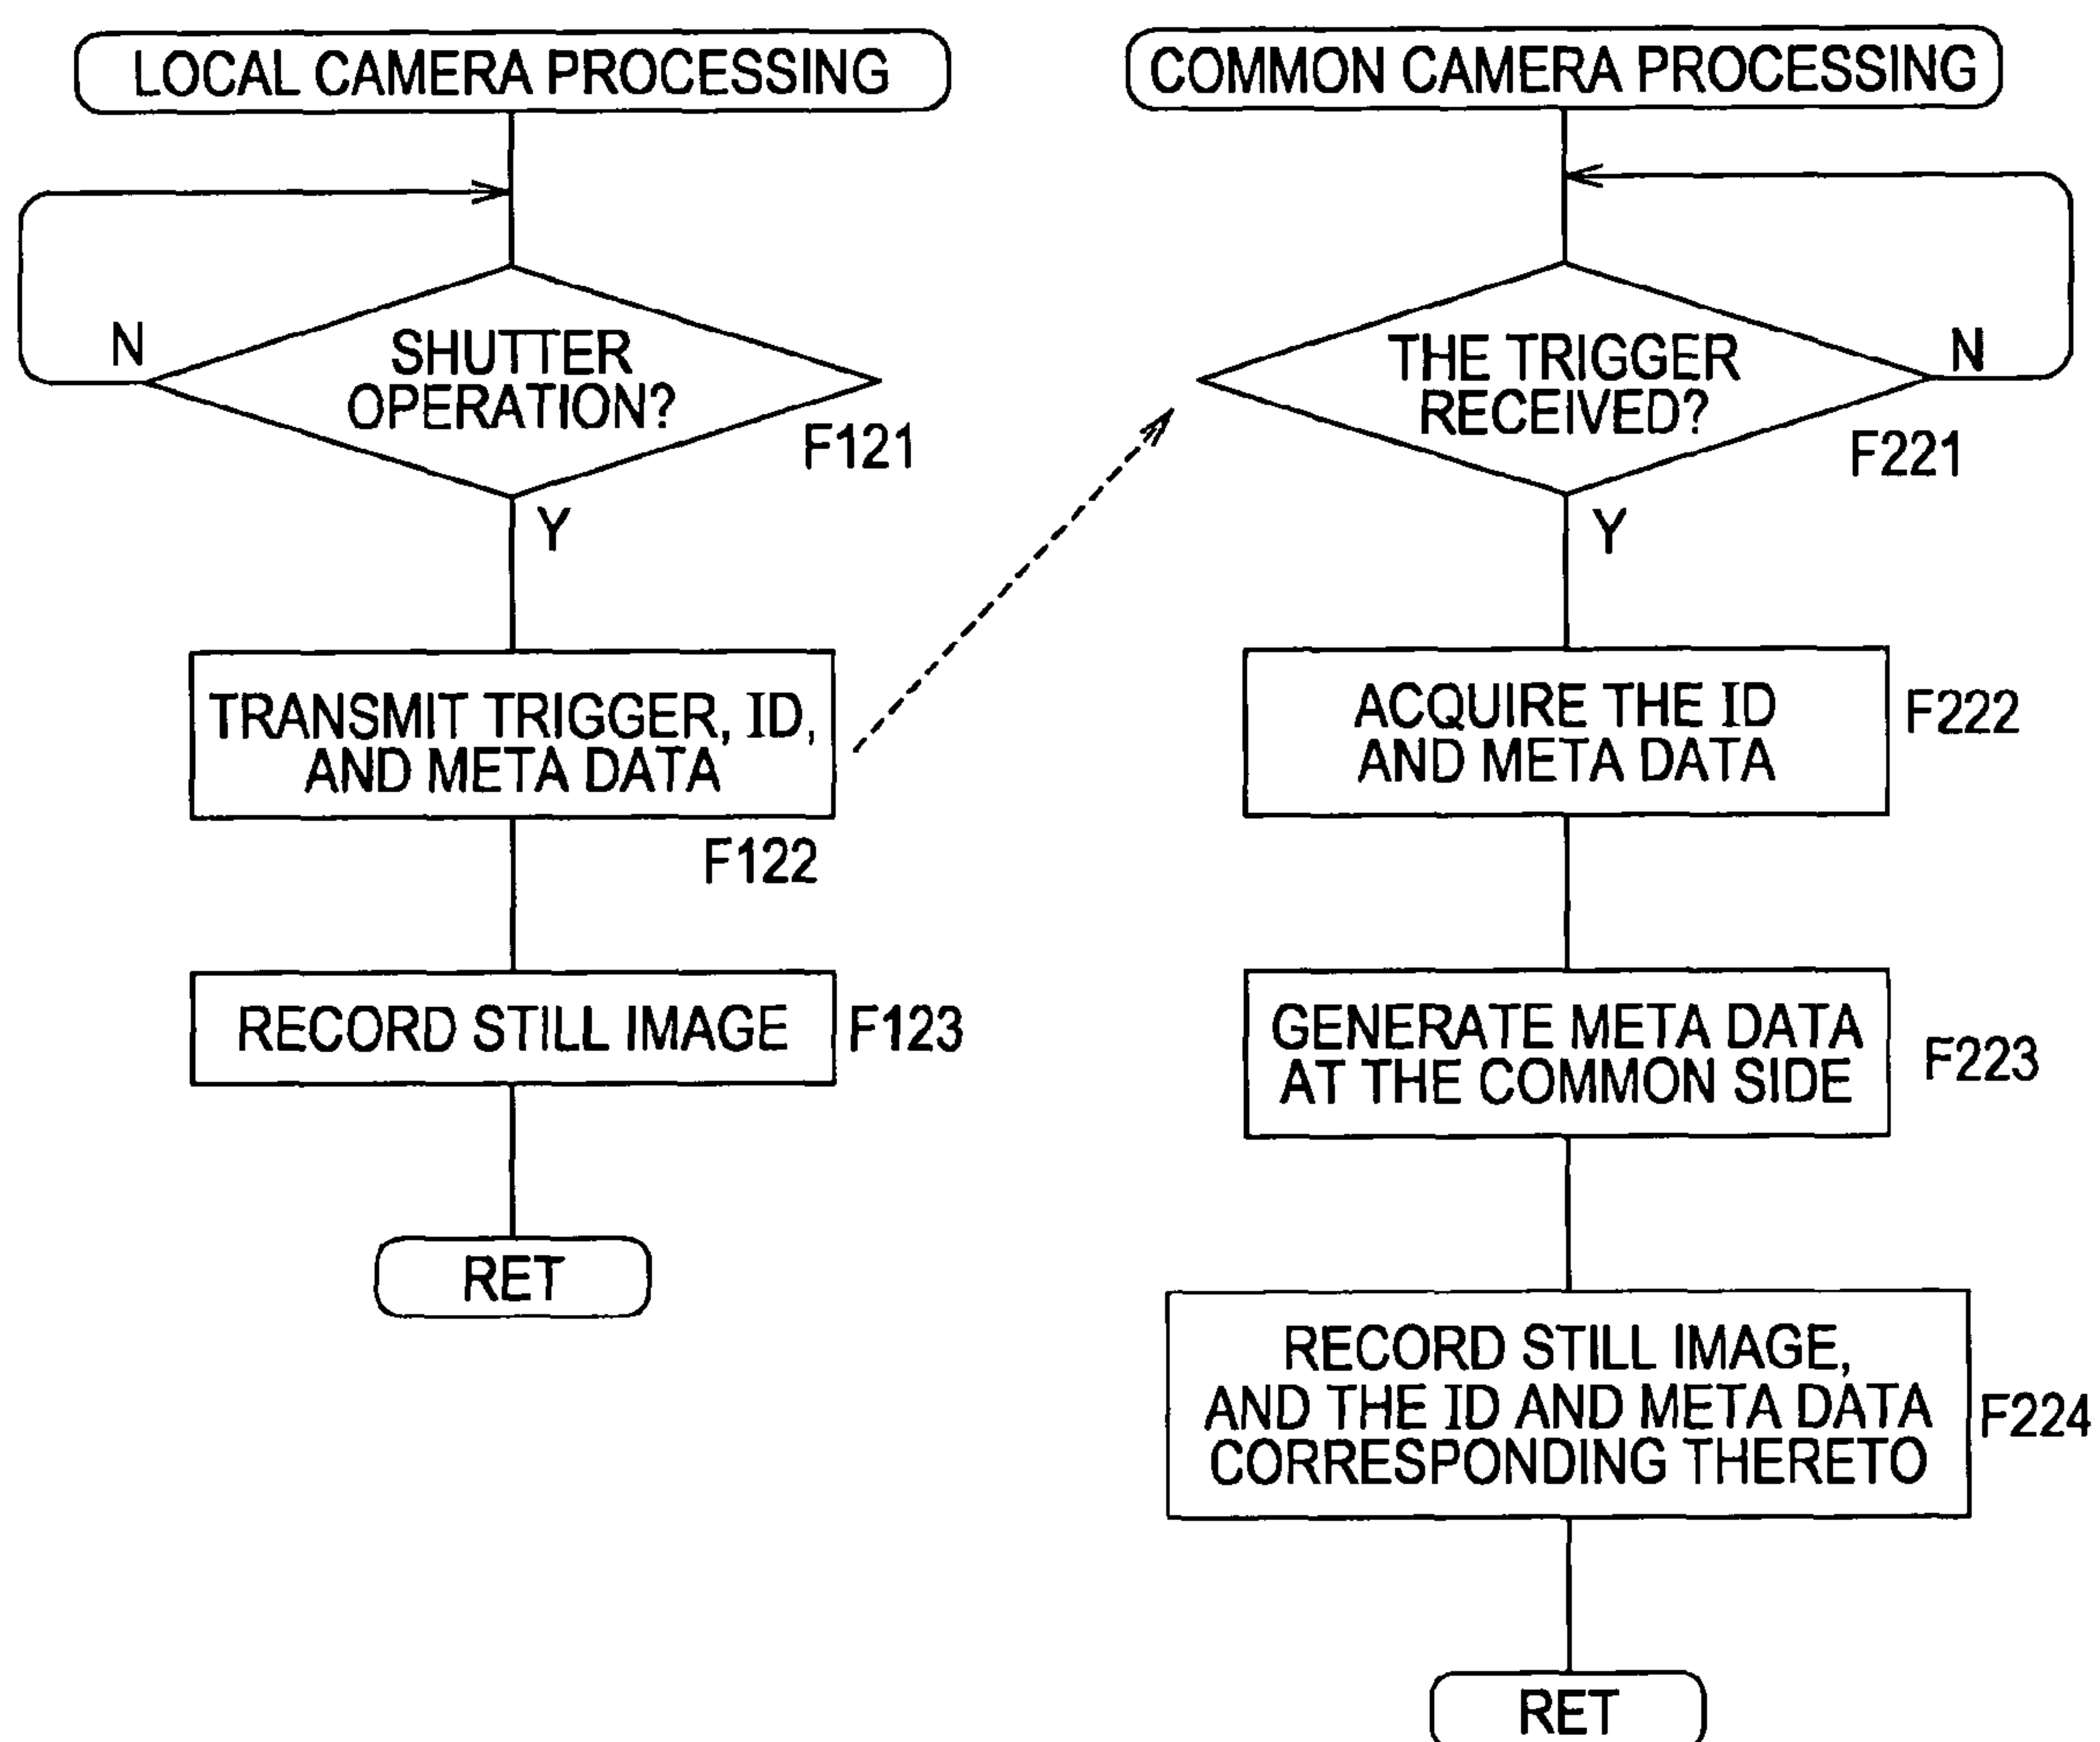 LOCAL CAMERA PROCESSING
N
SHUTTER
OPERATION?
F121
Y
TRANSMIT TRIGGER, ID,
AND META DATA
F122
RECORD STILL IMAGE
F123
RET
COMMON CAMERA PROCESSING
THE TRIGGER
RECEIVED?
N
F221
Y
ACQUIRE THE ID
AND META DATA
F222
GENERATE META DATA
AT THE COMMON SIDE
F223
RECORD STILL IMAGE,
AND THE ID AND META DATA
CORRESPONDING THERETO
F224
RET